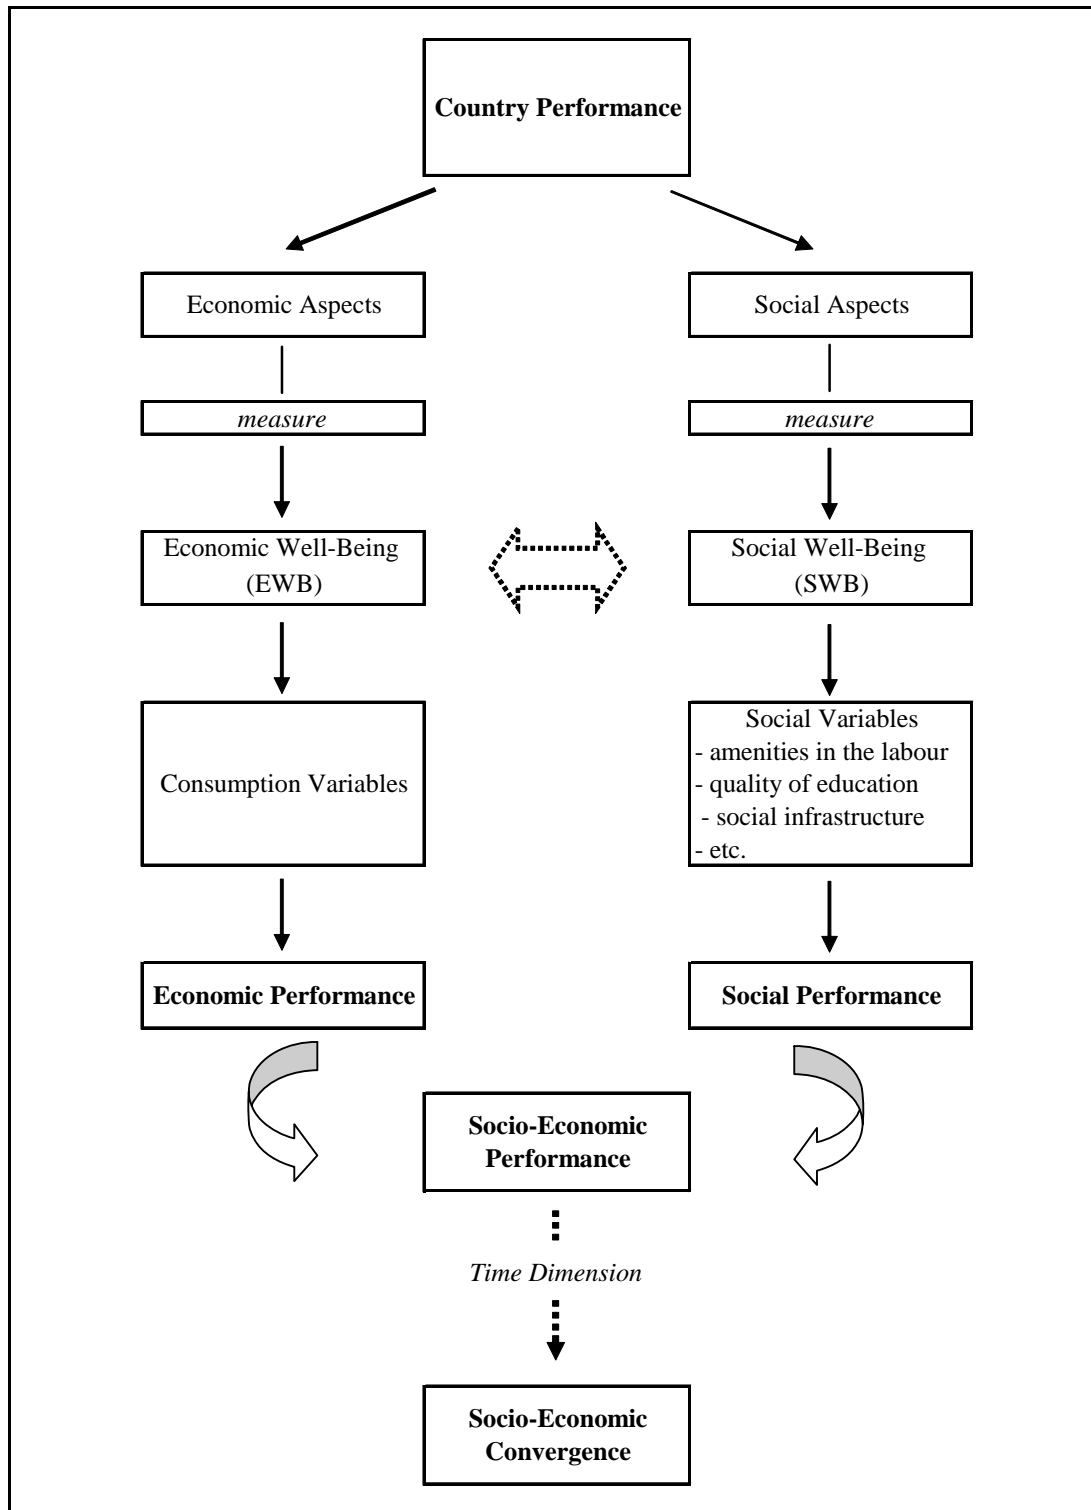 Country Performance
Economic Aspects
Social Aspects
measure
measure
Economic Well-Being
(EWB)
Social Well-Being
(SWB)
Consumption Variables
Social Variables
- amenities in the labour
- quality of education
- social infrastructure
- etc.
Economic Performance
Social Performance
Socio-Economic
Performance
Time Dimension
Socio-Economic
Convergence